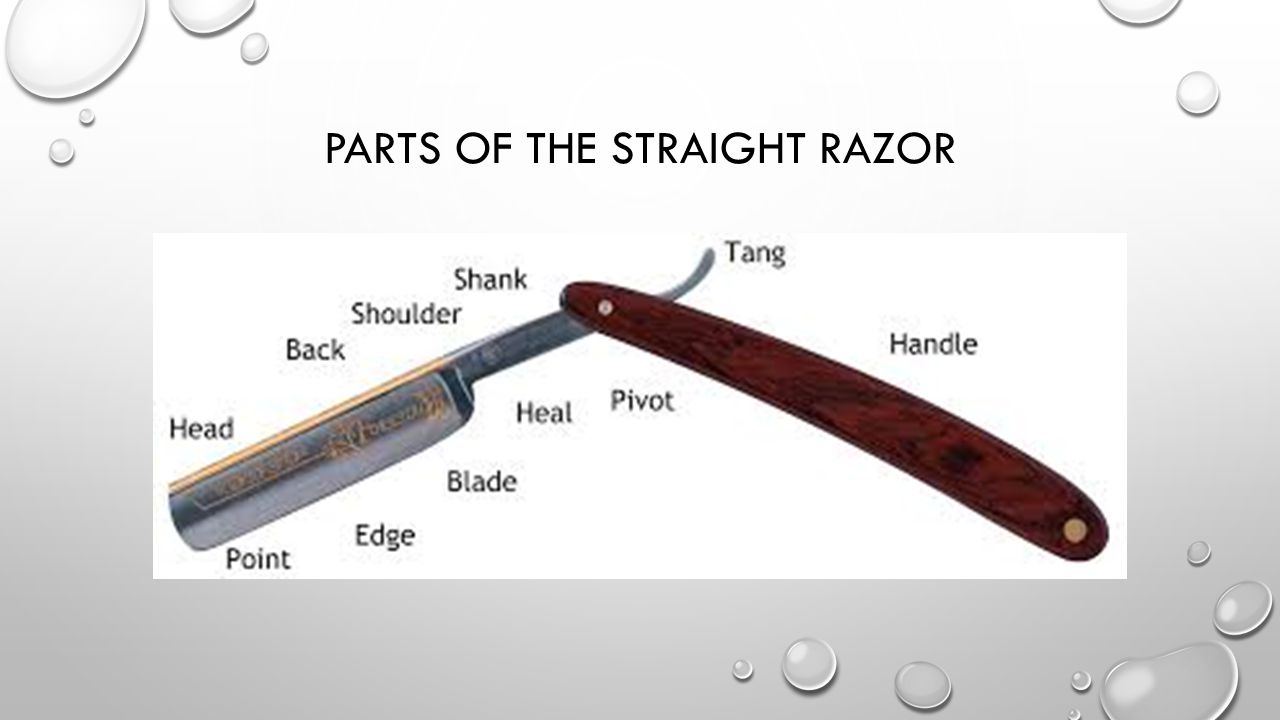 PARTS OF THE STRAIGHT RAZOR
Tang
Shank
Shoulder
Handle
Back
Pivot
Heal
Head
Blade
Edge
Point